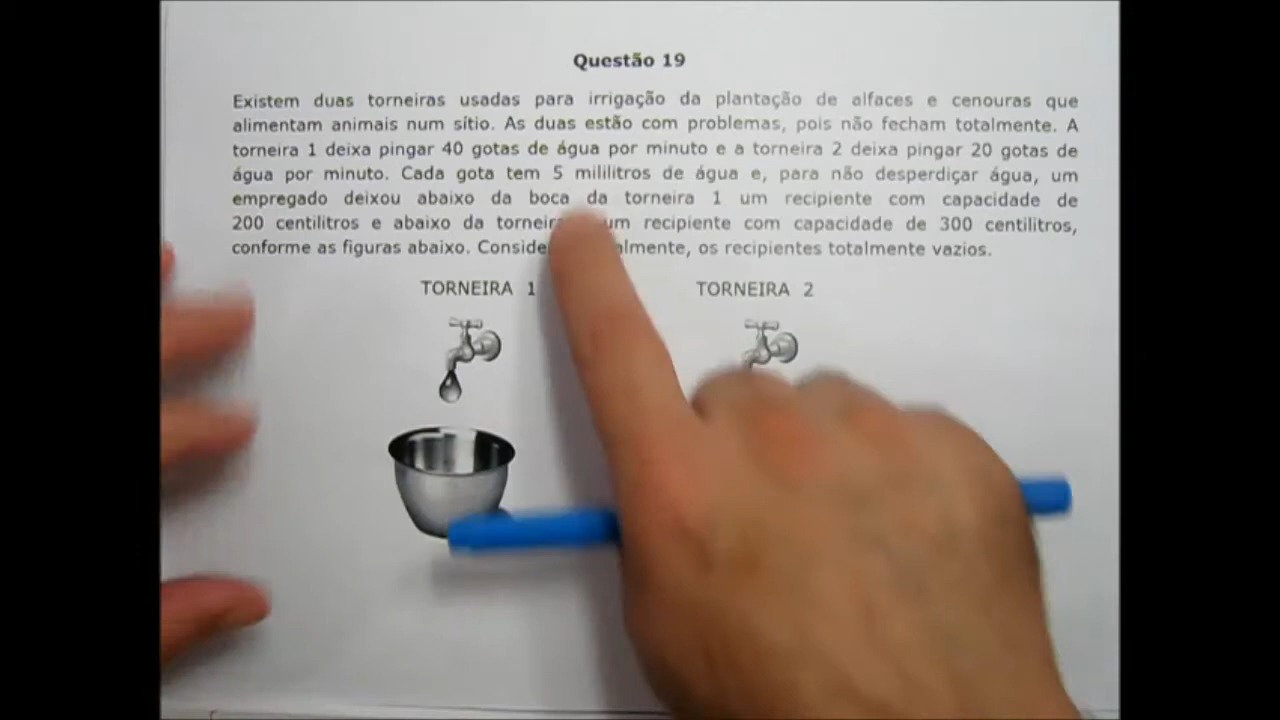 Questão 19
Existem duas torneiras usadas para irrigação da plantação de alfaces e cenouras que
alimentam animais num sítio. As duas estão com problemas, pois não fecham totalmente. A
torneira 1 deixa pingar 40 gotas de água por minuto e a torneira 2 deixa pingar 20 gotas de
água por minuto. Cada gota tem 5 mililitros de água e, para não desperdiçar água, um
empregado deixou abaixo da boca da torneira 1 um recipiente com capacidade de
200 centilitros e abaixo da torneira um recipiente com capacidade de 300 centilitros,
conforme as figuras abaixo. os recipientes totalmente vazios.
TORNEIRA 1
TORNEIRA 2